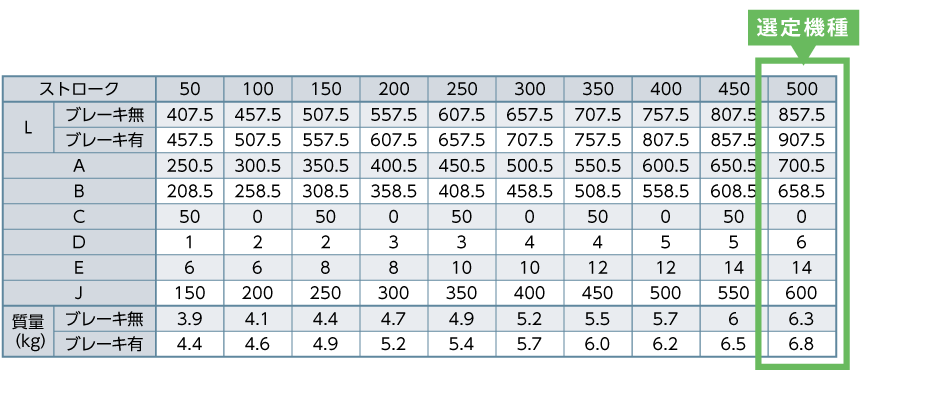 選定機種
ストローク 50 100 150 200 250 300 350 400 450 500
L ブレーキ無 407.5 457.5 507.5 557.5 607.5 657.5 707.5 757.5 807.5 857.5
ブレーキ有 457.5 507.5 557.5 607.5 657.5 707.5 757.5 807.5 857.5 907.5
A 250.5 300.5 350.5 400.5 450.5 500.5 550.5 600.5 650.5 700.5
B 208.5 258.5 308.5 358.5 408.5 458.5 508.5 558.5 608.5 658.5
C 50 0 50 0 50 0 50 0 50 0
D 1 2 2 3 3 4 4 5 5 6
E 6 6 8 8 10 10 12 12 14 14
J 150 200 250 300 350 400 450 500 550 600
質量(kg) ブレーキ無 3.9 4.1 4.4 4.7 4.9 5.2 5.5 5.7 6 6.3
ブレーキ有 4.4 4.6 4.9 5.2 5.4 5.7 6.0 6.2 6.5 6.8